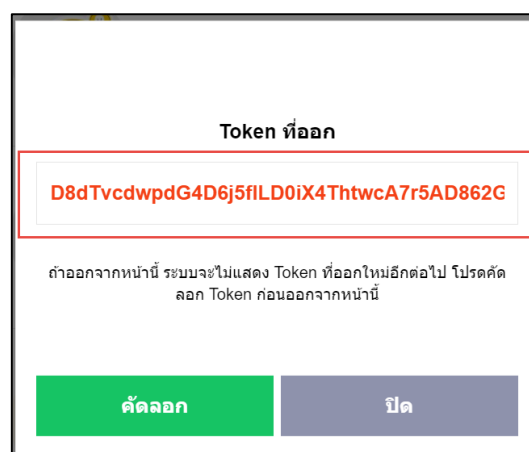 Token ที่ออก
D8dTvcdwpdG4D6j5flLD0iX4ThtwcA7r5AD862G
ถ้าออกจากหน้านี้ ระบบจะไม่แสดง Token ที่ออกใหม่อีกต่อไป โปรดคัด
ลอก Token ก่อนออกจากหน้านี้
คัดลอก
ปิด